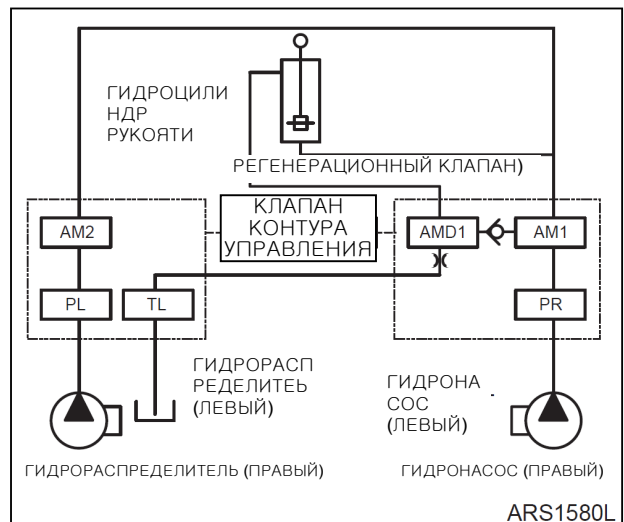 ГИДРОЦИЛИ
НДР
РУКОЯТИ
РЕГЕНЕРАЦИОННЫЙ КЛАПАН)
КЛАПАН
КОНТУРА
УПРАВЛЕНИЯ
AM2
AMD1
AM1
PL
TL
PR
ГИДРОРАСП
РЕДЕЛИТЕЬ
(ЛЕВЫЙ)
ГИДРОНА
СОС
(ЛЕВЫЙ)
ГИДРОРАСПРЕДЕЛИТЕЛЬ (ПРАВЫЙ)
ГИДРОНАСОС (ПРАВЫЙ)
ARS1580L